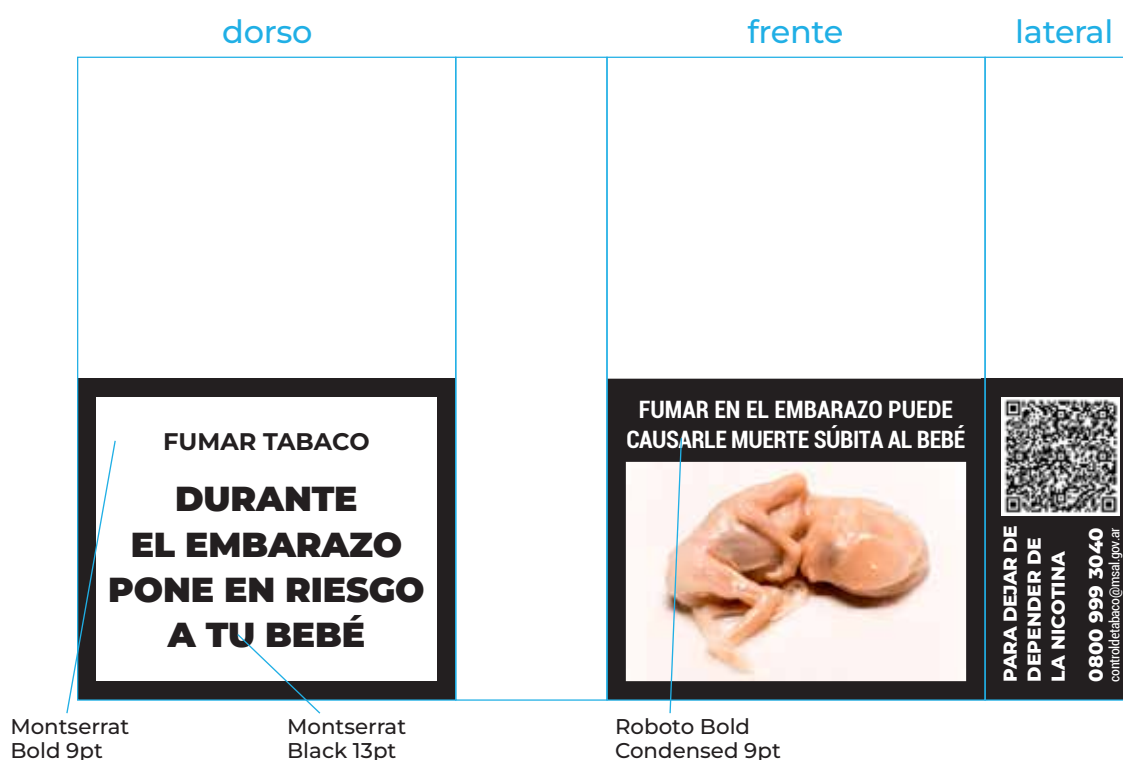 dorso
frente
lateral
FUMAR TABACO
DURANTE
EL EMBARAZO
PONE EN RIESGO
A TU BEBÉ
FUMAR EN EL EMBARAZO PUEDE
CAUSARLE MUERTE SÚBITA AL BEBÉ
PARA DEJAR DE
DEPENDER DE
LA NICOTINA
0800 999 3040
controldetabaco@msal.gov.ar
Montserrat
Bold 9pt
Montserrat
Black 13pt
Roboto Bold
Condensed 9pt